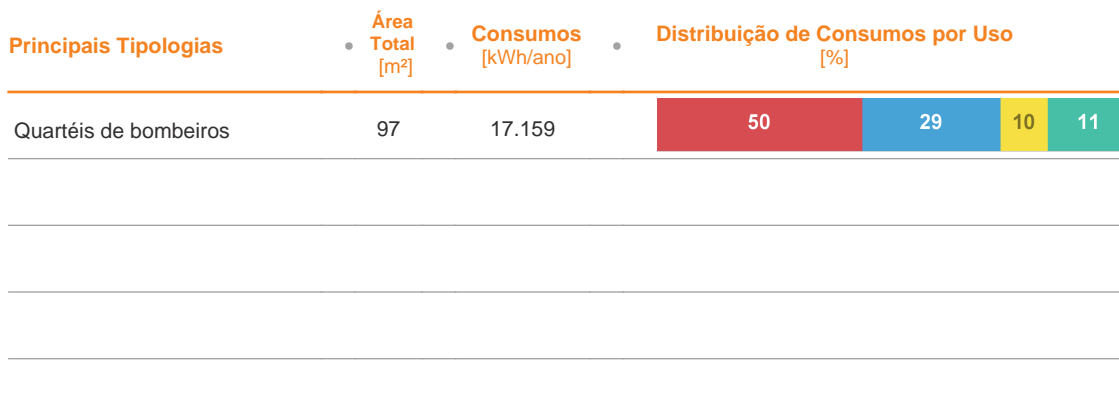 Principais Tipologias
Área
Total
[m²]
Consumos
[kWh/ano]
Distribuição de Consumos por Uso
[%]
Quartéis de bombeiros 97 17.159 50 29 10 11